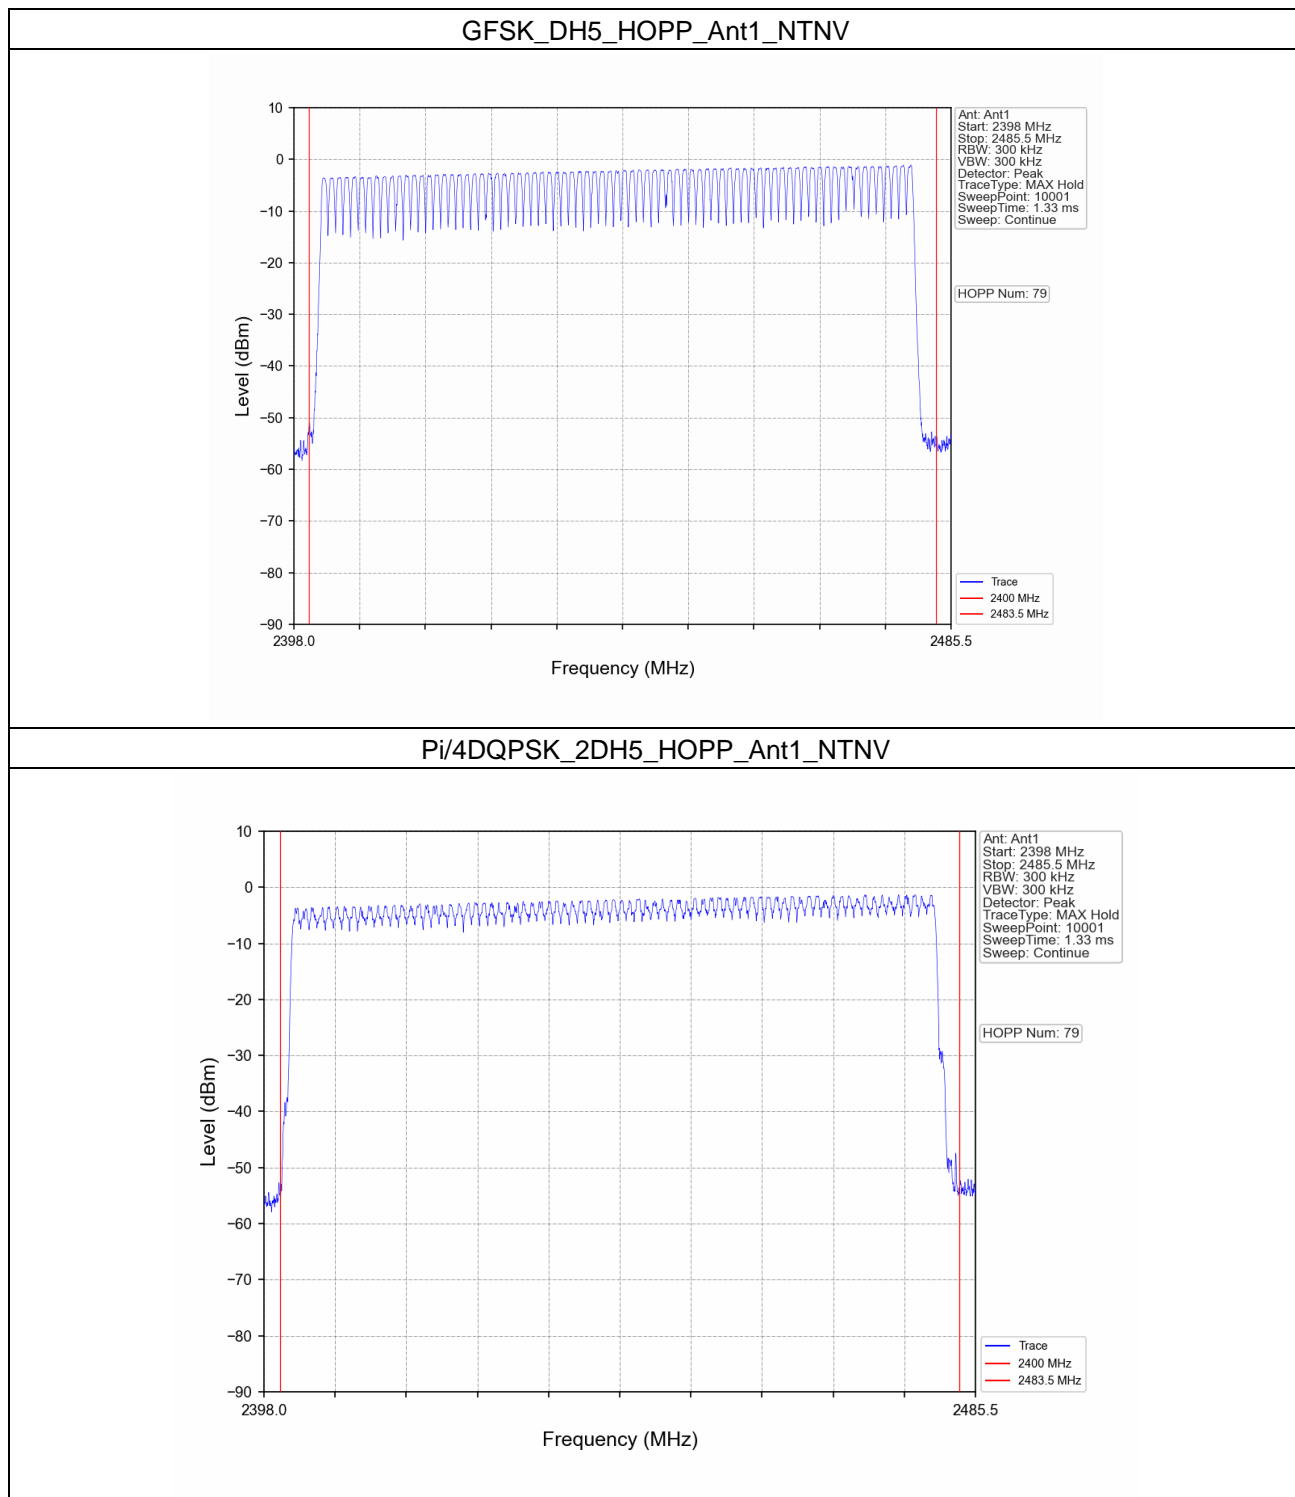 GFSK_DH5_HOPP_Ant1_NTNV
10
0
−10
−20
−30
−40
−50
−60
−70
−80
−90
Level (dBm)
2398.0
2485.5
Frequency (MHz)
Ant: Ant1
Start: 2398 MHz
Stop: 2485.5 MHz
RBW: 300 kHz
VBW: 300 kHz
Detector: Peak
TraceType: MAX Hold
SweepPoint: 10001
SweepTime: 1.33 ms
Sweep: Continue
HOPP Num: 79
Trace
2400 MHz
2483.5 MHz
Pi/4DQPSK_2DH5_HOPP_Ant1_NTNV
10
0
−10
−20
−30
−40
−50
−60
−70
−80
−90
Level (dBm)
2398.0
2485.5
Frequency (MHz)
Ant: Ant1
Start: 2398 MHz
Stop: 2485.5 MHz
RBW: 300 kHz
VBW: 300 kHz
Detector: Peak
TraceType: MAX Hold
SweepPoint: 10001
SweepTime: 1.33 ms
Sweep: Continue
HOPP Num: 79
Trace
2400 MHz
2483.5 MHz